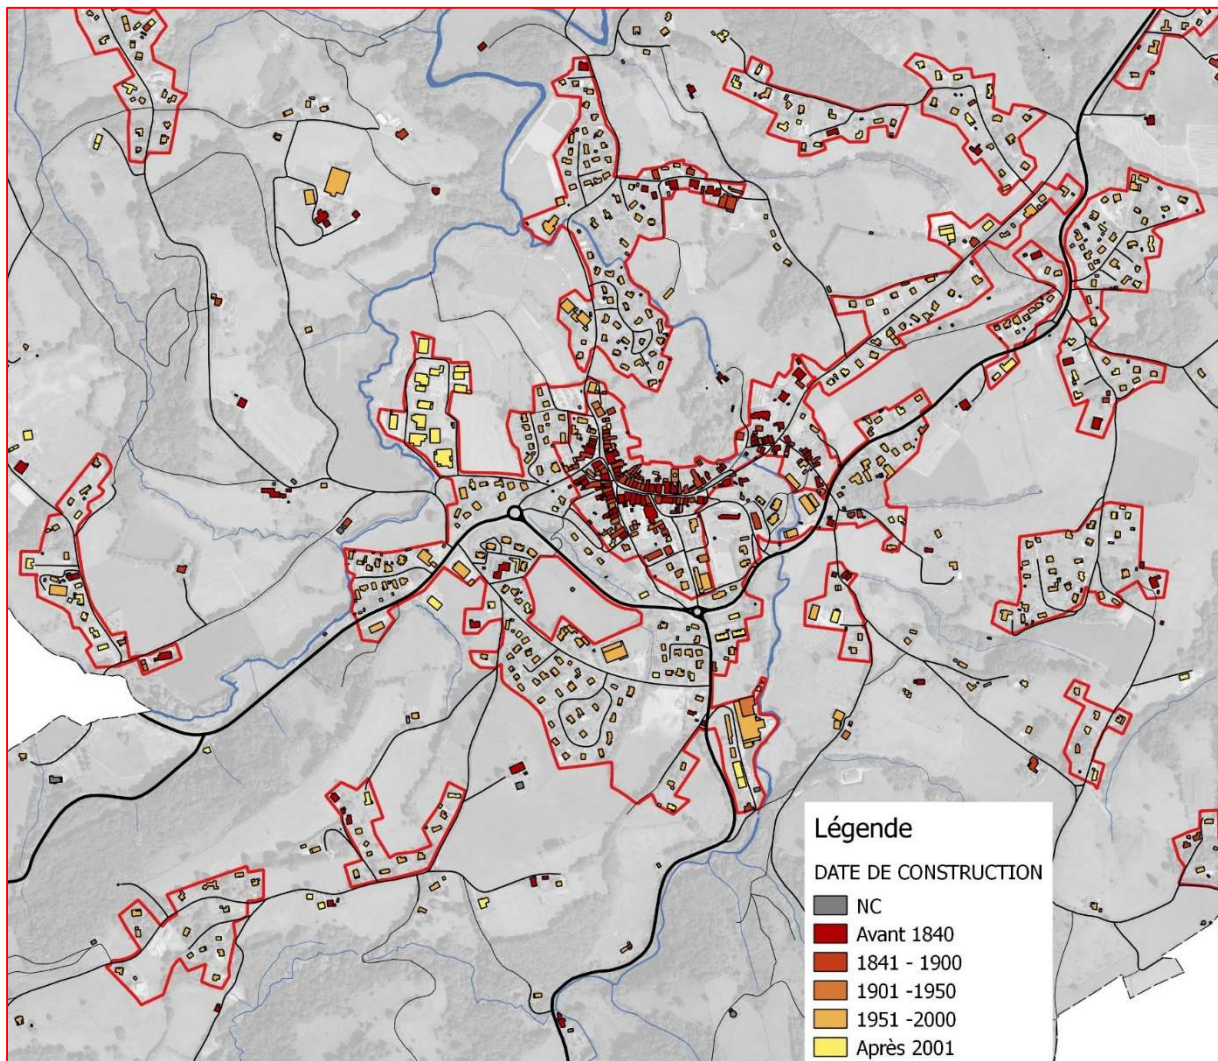 Légende
DATE DE CONSTRUCTION
NC
Avant 1840
1841 - 1900
1901 -1950
1951 -2000
Après 2001